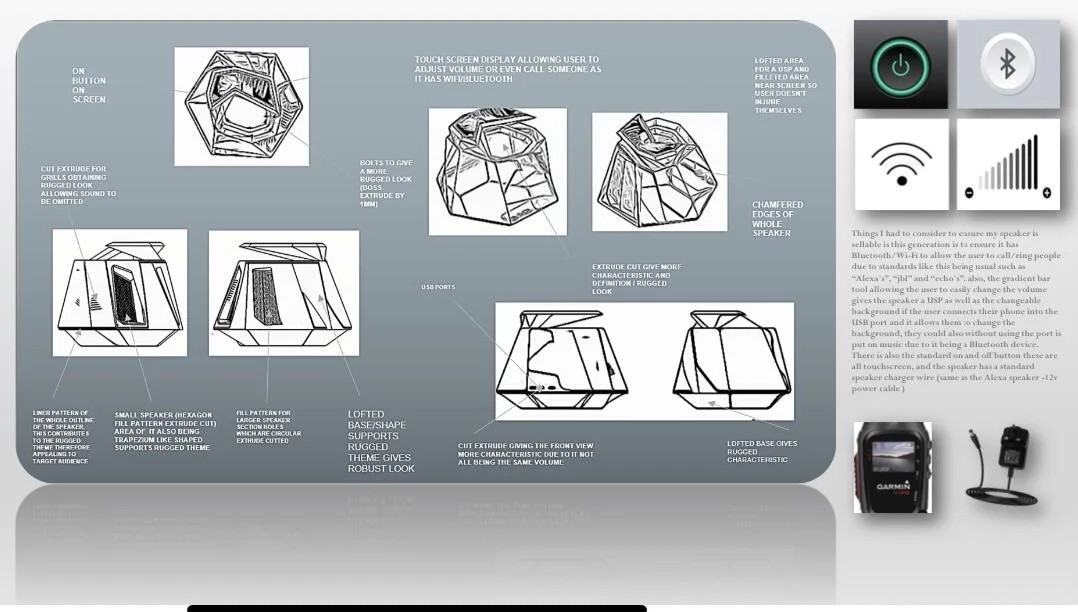 ON
BUTTON
ON
SCREEN
TOUCH SCREEN DISPLAY ALLOWING USER TO
ADJUST VOLUME OR EVEN CALL SOMEONE AS
IT HAS WIFI/BLUETOOTH
LOFTED AREA
FOR A USP AND
FILLETED AREA
NEAR SCREEN SO
USER DOESN'T
INJURE
THEMSELVES
CUT EXTRUDE FOR
GRILLS OBTAINING
RUGGED LOOK
ALLOWING SOUND TO
BE OMITTED
BOLTS TO GIVE
A MORE
RUGGED LOOK
(BOSS
EXTRUDE BY
1MM)
CHAMFERED
EDGES OF
WHOLE
SPEAKER
EXTRUDE CUT GIVE MORE
CHARACTERISTIC AND
DEFINITION / RUGGED
LOOK
USB PORTS
LINER PATTERN OF
THE WHOLE OUTLINE
OF THE SPEAKER,
THIS CONTRIBUTES
TO THE RUGGED
THEME THEREFORE
APPEALING TO
TARGET AUDIENCE
SMALL SPEAKER (HEXAGON
FILL PATTERN EXTRUDE CUT)
AREA OF IT ALSO BEING
TRAPEZIUM LIKE SHAPED
SUPPORTS RUGGED THEME
FILL PATTERN FOR
LARGER SPEAKER
SECTION HOLES
WHICH ARE CIRCULAR
EXTRUDE CUTTED
LOFTED
BASE/SHAPE
SUPPORTS
RUGGED
THEME GIVES
ROBUST LOOK
CUT EXTRUDE GIVING THE FRONT VIEW
MORE CHARACTERISTIC DUE TO IT NOT
ALL BEING THE SAME VOLUME
LOFTED BASE GIVES
RUGGED
CHARACTERISTIC
Things I had to consider to ensure my speaker is
sellable is this generation is to ensure it has
Bluetooth/Wi-Fi to allow the user to call/ring people
due to standards like this being usual such as
"Alexa's", "jbl" and "echo's". also, the gradient bar
tool allowing the user to easily change the volume
gives the speaker a USP as well as the changeable
background if the user connects their phone into the
USB port and it allows them to change the
background, they could also without using the port is
put on music due to it being a Bluetooth device.
There is also the standard on and off button these are
all touchscreen, and the speaker has a standard
speaker charger wire (same as the Alexa speaker -12v
power cable )
GARMIN